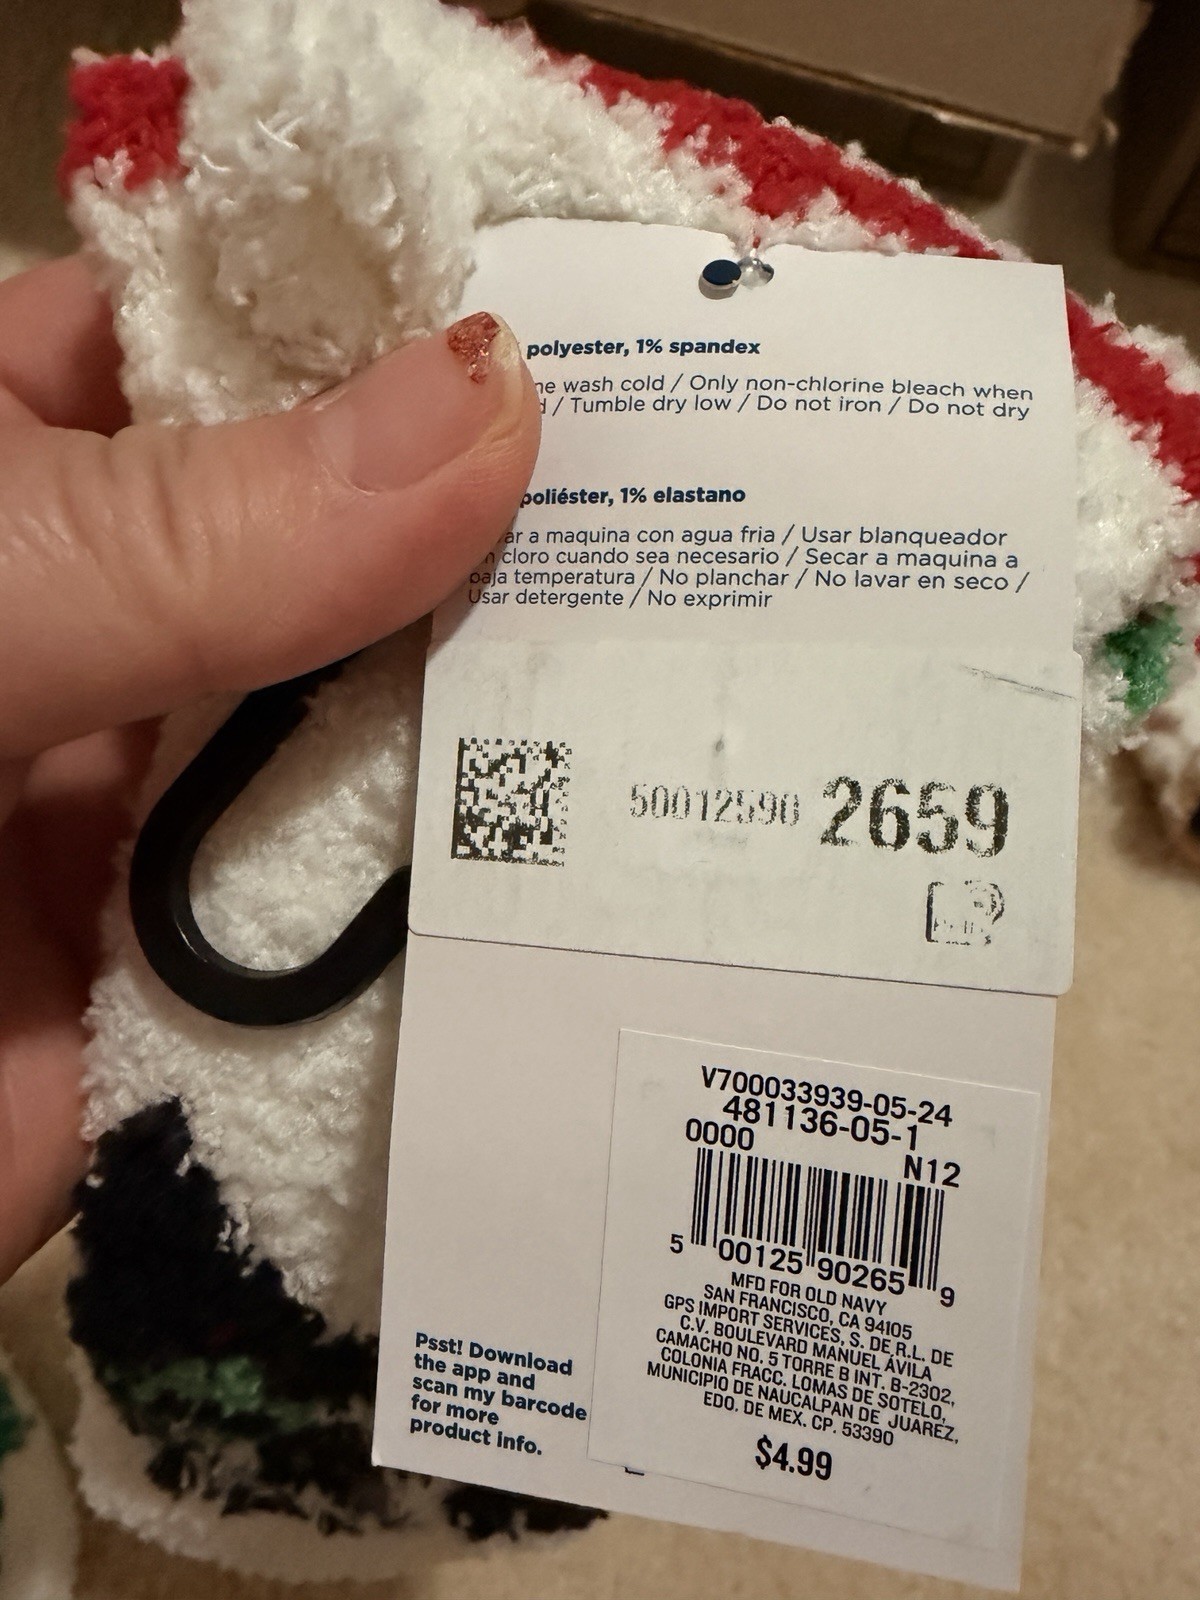 polyester, 1% spandex
wash cold / Only non-chlorine bleach when
/ Tumble dry low / Do not iron / Do not dry
poliéster, 1% elastano
a maquina con agua fria / Usar blanqueador
cloro cuando sea necesario / Secar a maquina a
baja temperatura / No planchar / No lavar en seco /
Usar detergente / No exprimir
50012590 2659
V700033939-05-24
481136-05-1
0000
N12
5 00125 90265 9
MFD FOR OLD NAVY
SAN FRANCISCO, CA 94105
GPS IMPORT SERVICES, S. DE R.L. DE
C.V. BOULEVARD MANUEL ÁVILA
CAMACHO NO. 5 TORRE B INT. B-2302,
COLONIA FRACC. LOMAS DE SOTELO,
MUNICIPIO DE NAUCALPAN DE JUAREZ,
EDO. DE MEX. CP. 53390
$4.99
Psst! Download
the app and
scan my barcode
for more
product info.